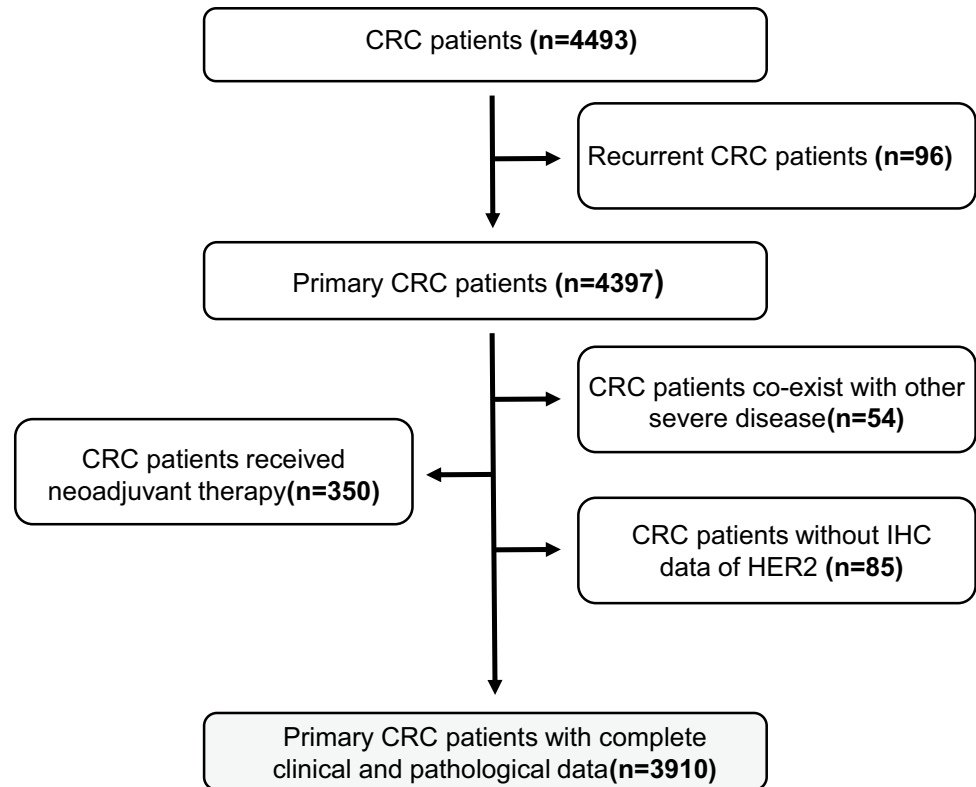 CRC patients (n=4493)
Recurrent CRC patients (n=96)
Primary CRC patients (n=4397)
CRC patients co-exist with other
severe disease(n=54)
CRC patients received
neoadjuvant therapy(n=350)
CRC patients without IHC
data of HER2 (n=85)
Primary CRC patients with complete
clinical and pathological data(n=3910)